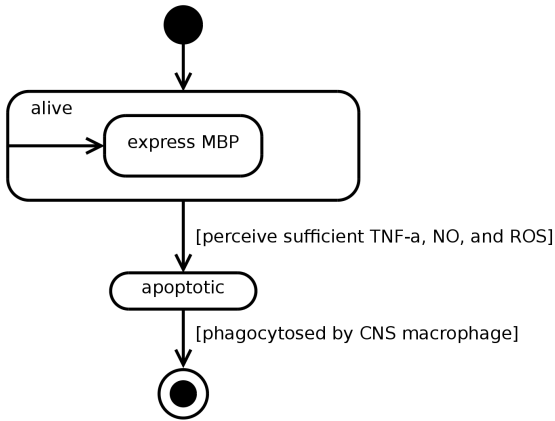 alive
express MBP
[perceive sufficient TNF-a, NO, and ROS]
apoptotic
[phagocytosed by CNS macrophage]